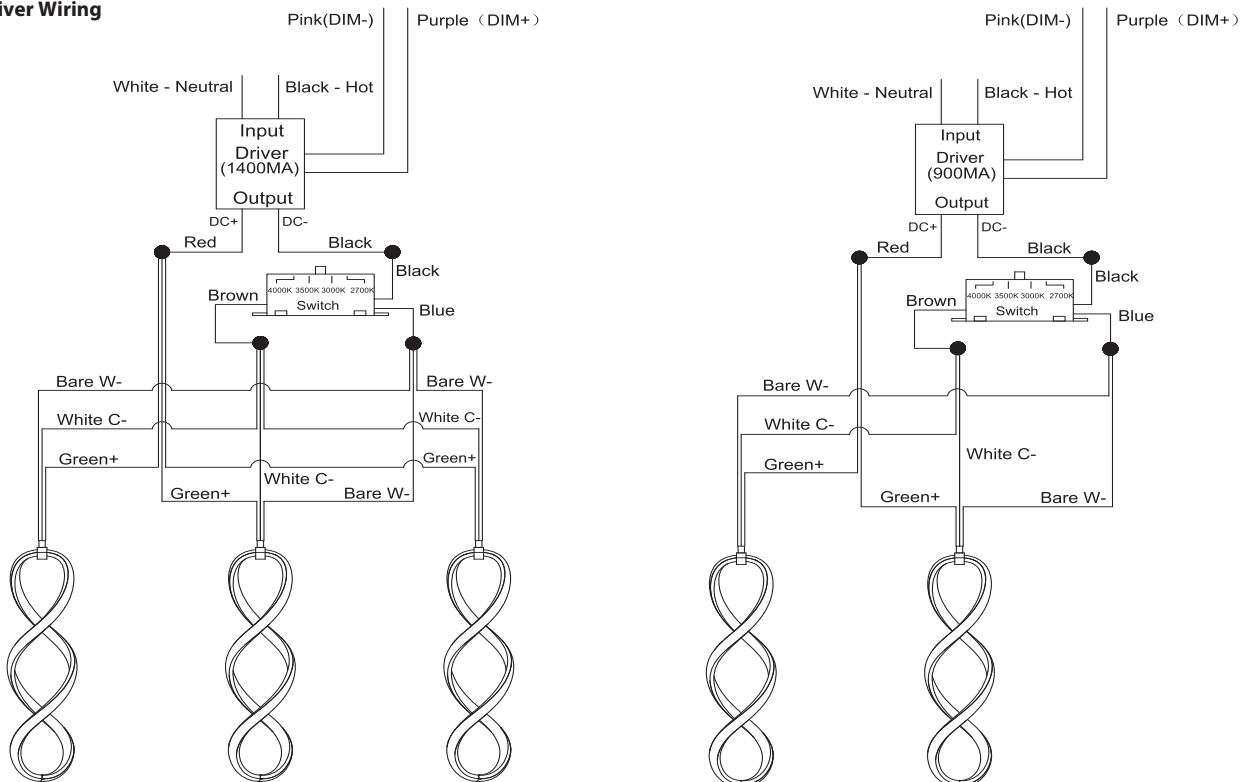 iver Wiring
Pink(DIM-)
Purple（DIM+）
White - Neutral
Black - Hot
Input
Driver
(1400MA)
Output
DC+
DC-
Red
Black
Black
4000K 3500K 3000K 2700K
Switch
Brown
Blue
Bare W-
Bare W-
White C-
White C-
Green+
Green+
White C-
Green+
Bare W-
Pink(DIM-)
Purple（DIM+）
White - Neutral
Black - Hot
Input
Driver
(900MA)
Output
DC+
DC-
Red
Black
Black
4000K 3500K 3000K 2700K
Switch
Brown
Blue
Bare W-
White C-
White C-
Green+
Green+
Bare W-